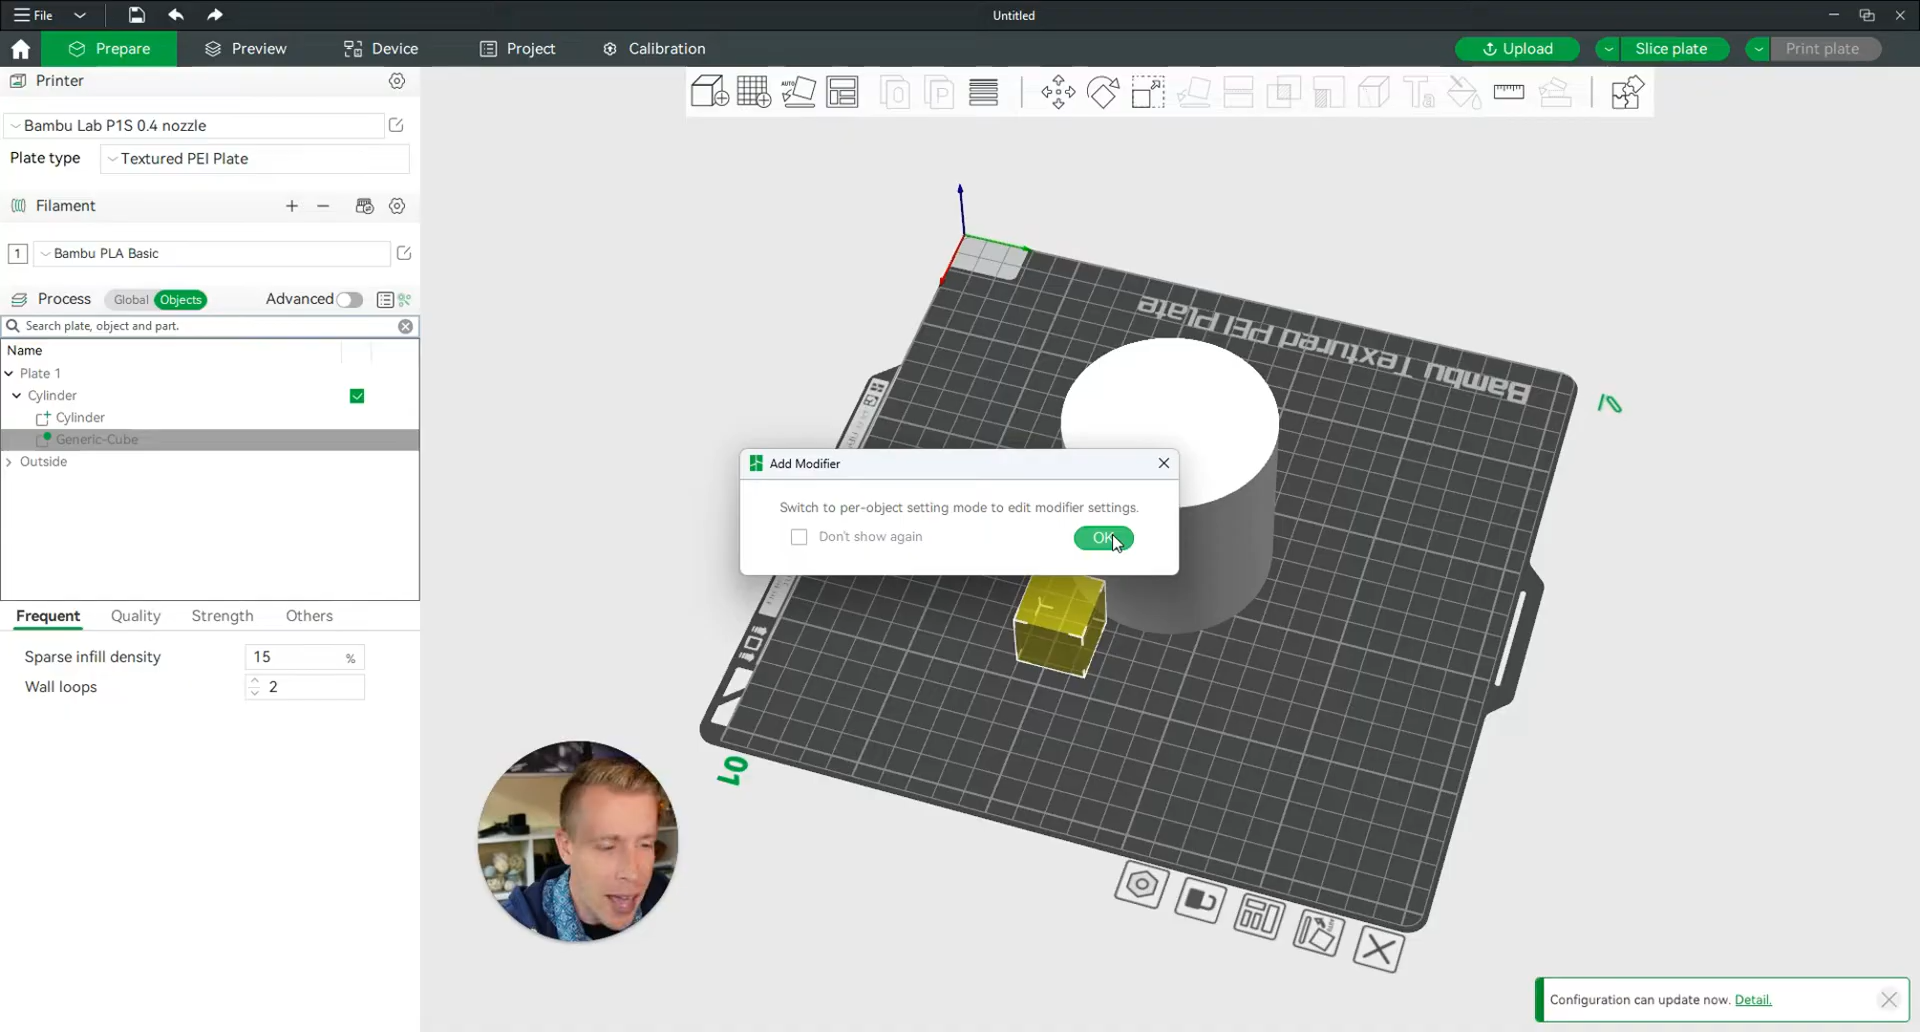 File
Untitled
Prepare
Preview
Device
Project
Calibration
Upload
Slice plate
Print plate
Printer
Bambu Lab P1S 0.4 nozzle
Plate type
Textured PEI Plate
Filament
1
Bambu PLA Basic
Process
Global
Objects
Advanced
Search plate, object and part.
Name
Plate 1
Cylinder
Cylinder
Generic-Cube
Outside
Frequent
Quality
Strength
Others
Sparse infill density
15
%
Wall loops
2
AUTO
Bambu Textured PEI Plate
Add Modifier
Switch to per-object setting mode to edit modifier settings.
Don't show again
OK
01
Configuration can update now. Detail.